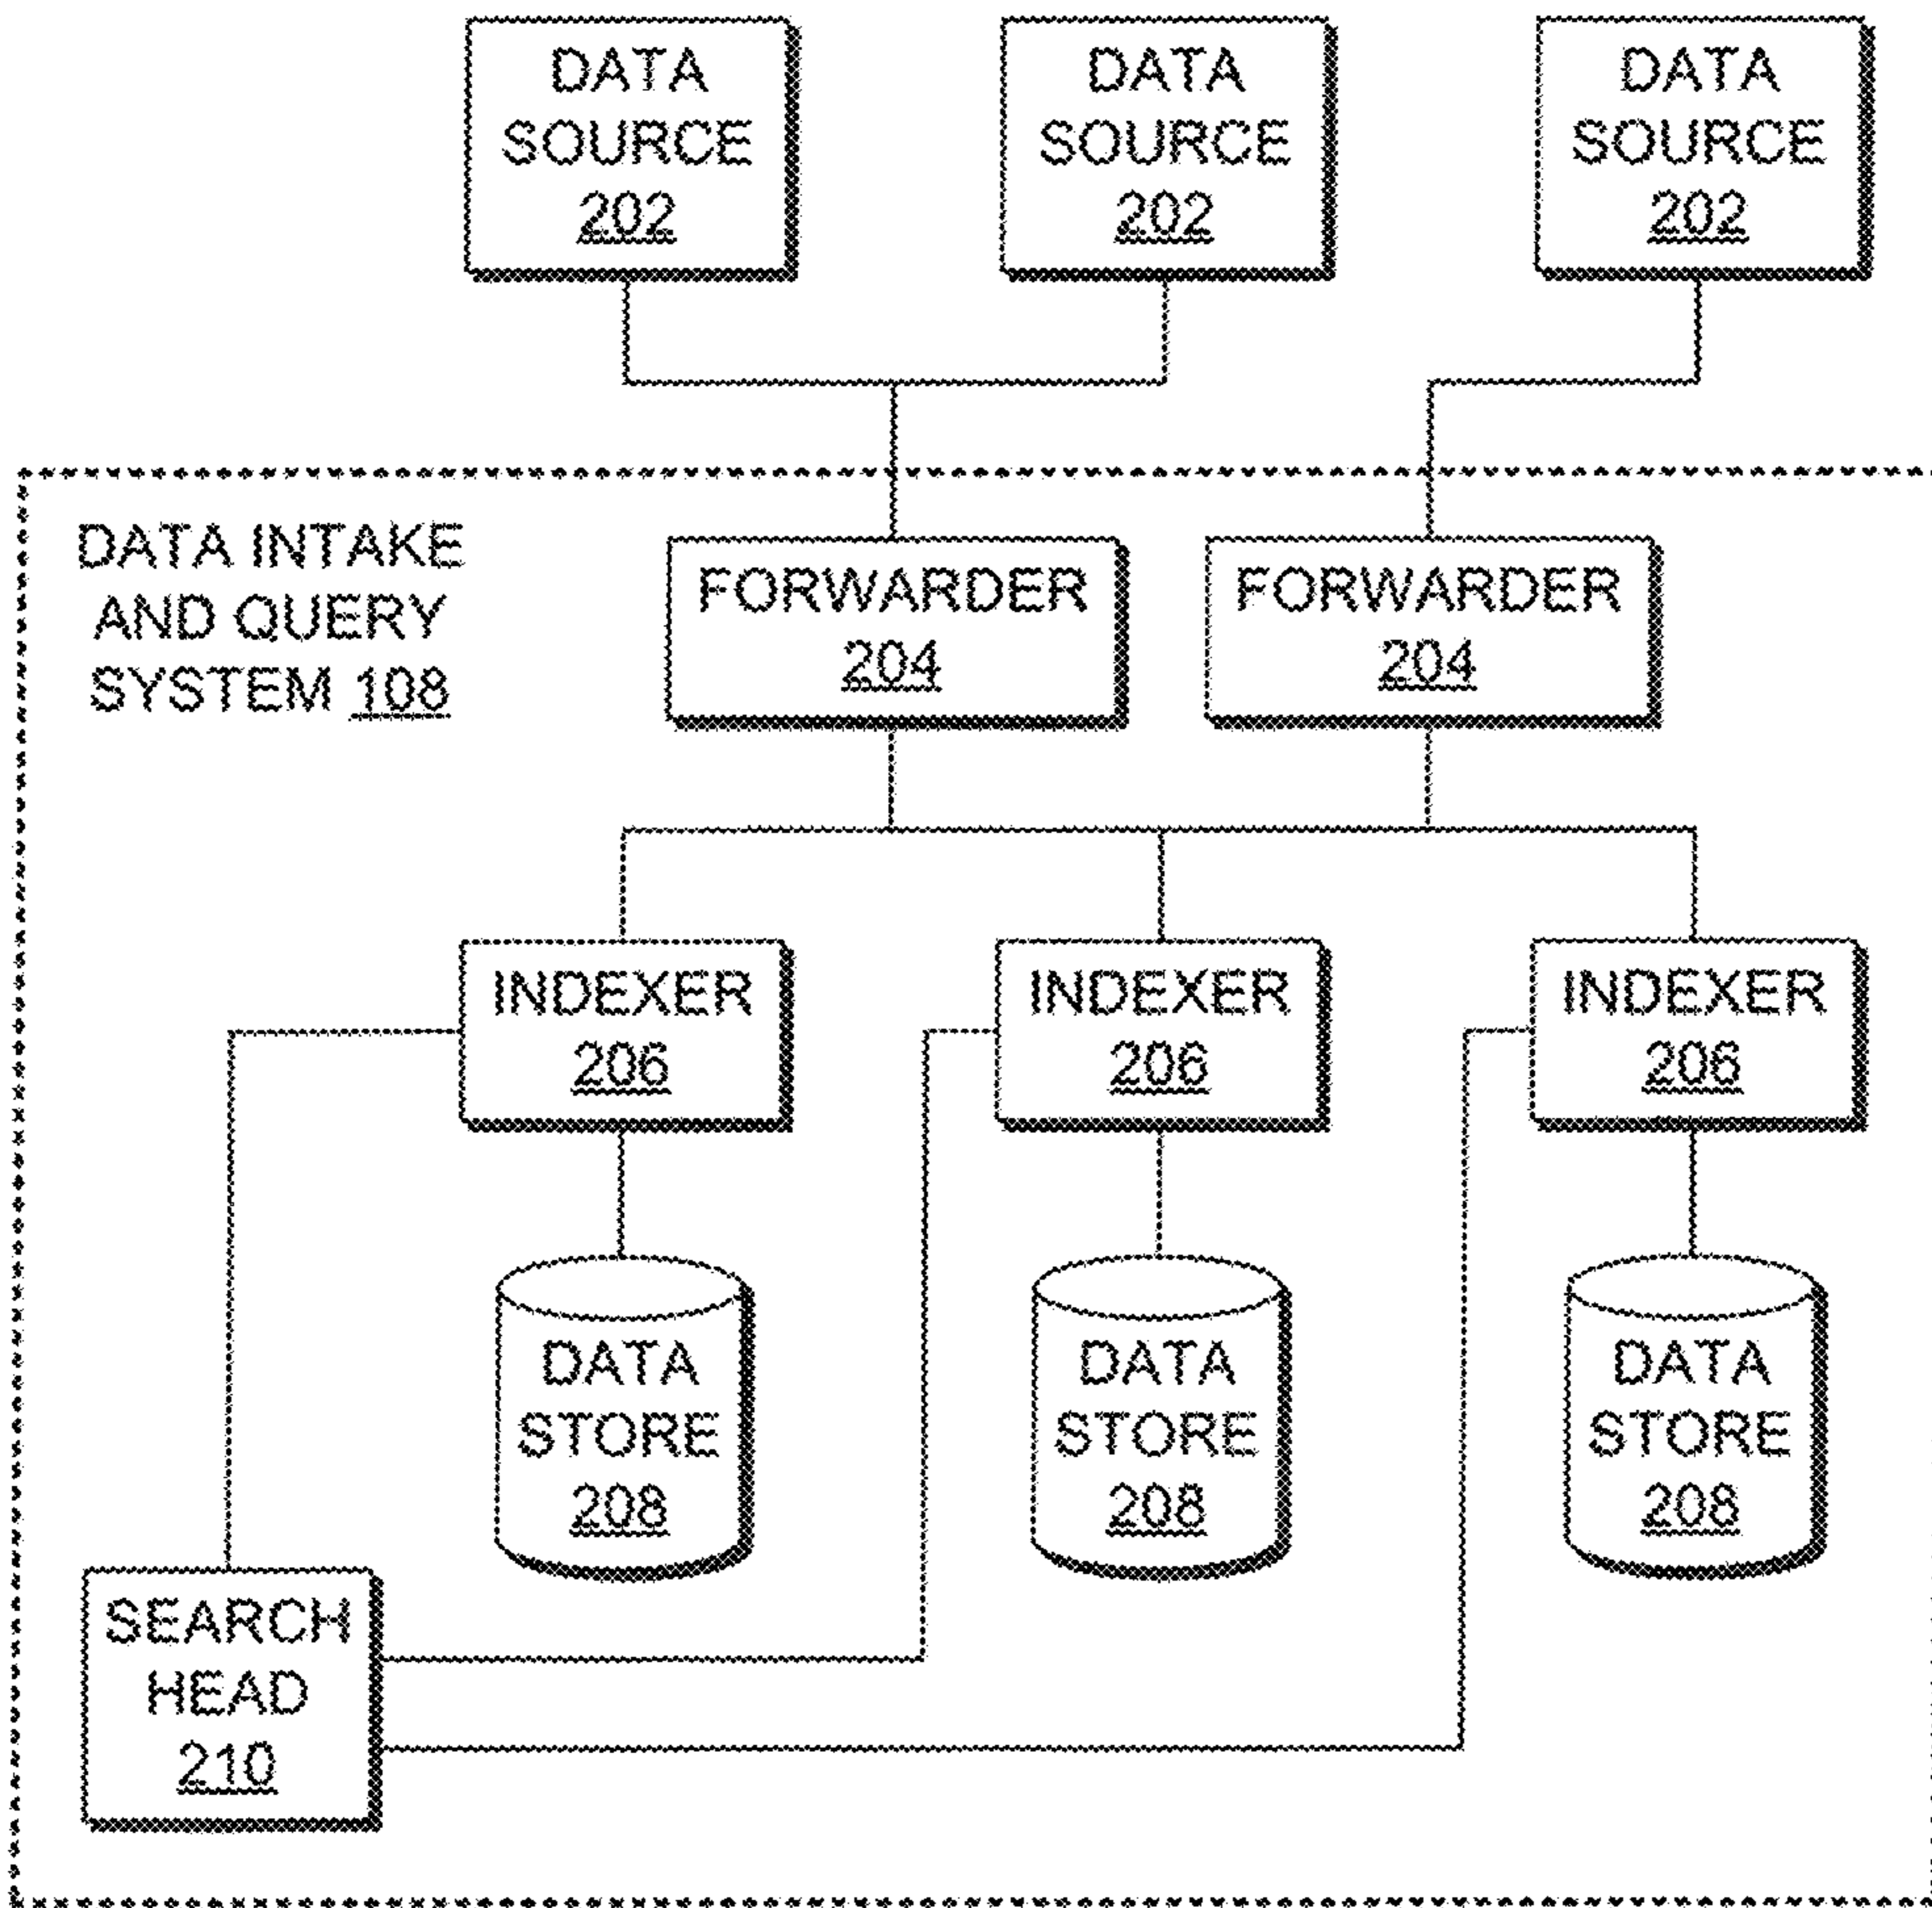 DATA
SOURCE
202
DATA
SOURCE
202
DATA
SOURCE
202
DATA INTAKE
AND QUERY
SYSTEM 108
FORWARDER
204
FORWARDER
204
INDEXER
206
INDEXER
206
INDEXER
206
DATA
STORE
208
DATA
STORE
208
DATA
STORE
208
SEARCH
HEAD
210